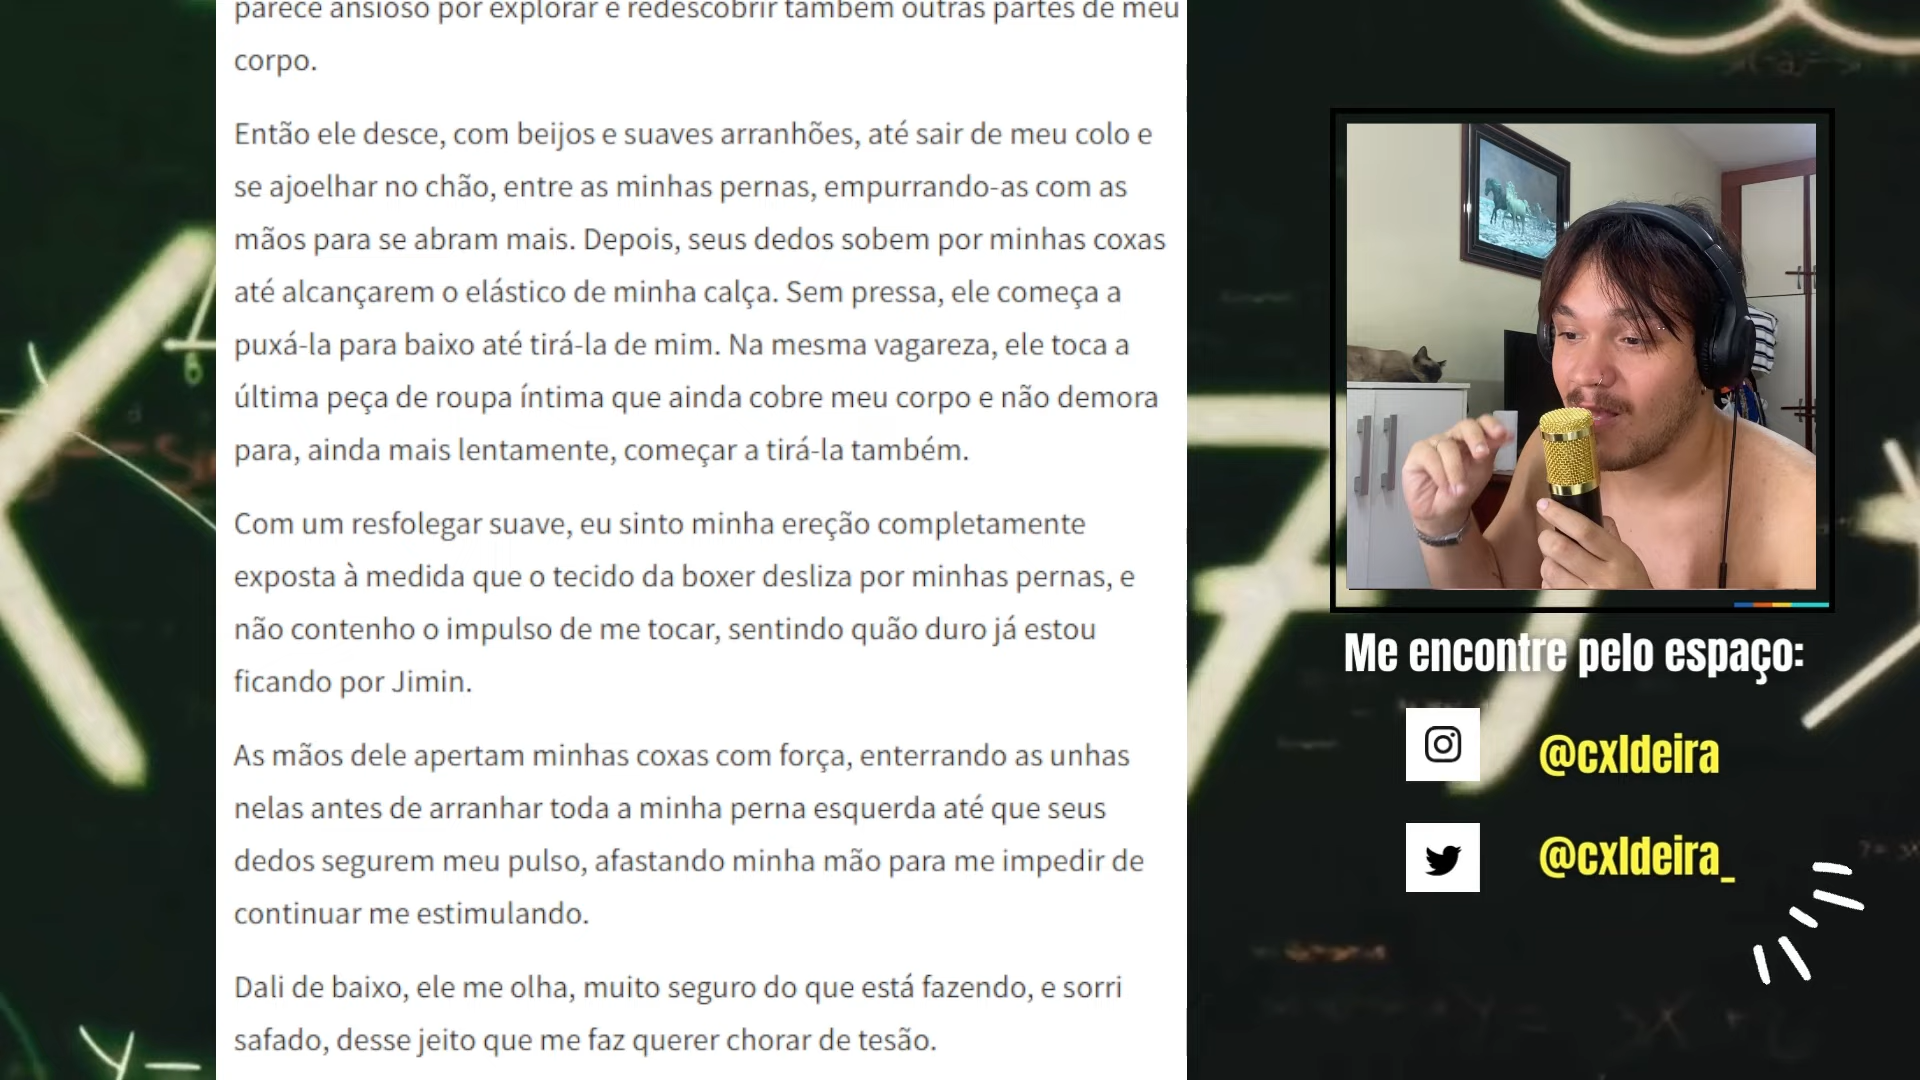 parece ansioso por explorar e redescobrir também outras partes de meu
corpo.
Então ele desce, com beijos e suaves arranhões, até sair de meu colo e
se ajoelhar no chão, entre as minhas pernas, empurrando-as com as
mãos para se abram mais. Depois, seus dedos sobem por minhas coxas
até alcançarem o elástico de minha calça. Sem pressa, ele começa a
puxá-la para baixo até tirá-la de mim. Na mesma vagareza, ele toca a
última peça de roupa íntima que ainda cobre meu corpo e não demora
para, ainda mais lentamente, começar a tirá-la também.
Com um resfolegar suave, eu sinto minha ereção completamente
exposta à medida que o tecido da boxer desliza por minhas pernas, e
não contenho o impulso de me tocar, sentindo quão duro já estou
ficando por Jimin.
As mãos dele apertam minhas coxas com força, enterrando as unhas
nelas antes de arranhar toda a minha perna esquerda até que seus
dedos segurem meu pulso, afastando minha mão para me impedir de
continuar me estimulando.
Dali de baixo, ele me olha, muito seguro do que está fazendo, e sorri
safado, desse jeito que me faz querer chorar de tesão.
Me encontre pelo espaço:
@cxldeira
@cxldeira_
y=